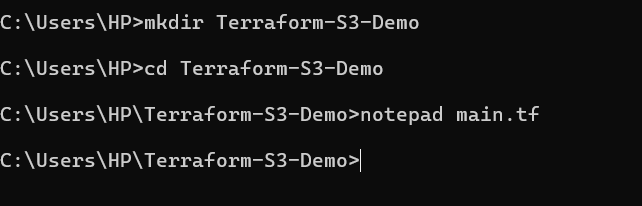 C:\Users\HP>mkdir Terraform-S3-Demo
C:\Users\HP>cd Terraform-S3-Demo
C:\Users\HP\Terraform-S3-Demo>notepad main.tf
C:\Users\HP\Terraform-S3-Demo>